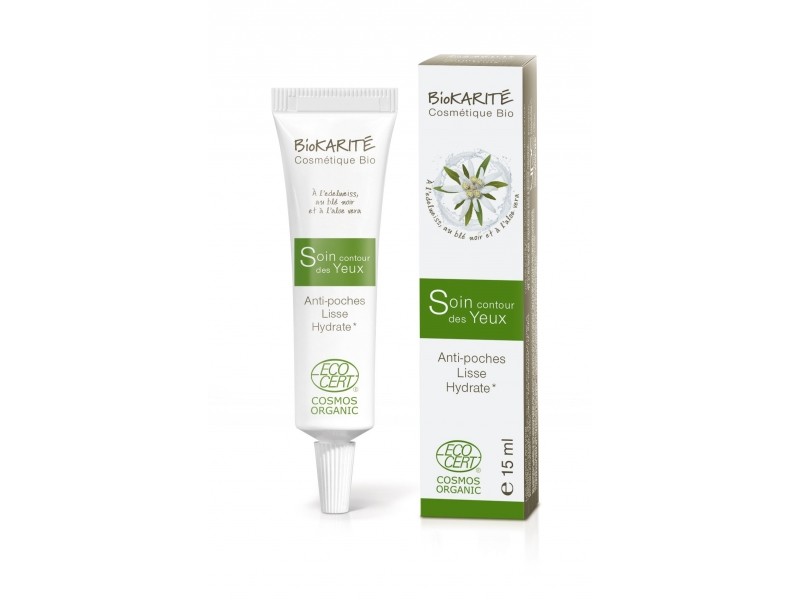 BioKARITÉ
Cosmétique Bio
À l'edelweiss,
au blé noir
et à l'aloe vera
Soin contour
des Yeux
Anti-poches
Lisse
Hydrate*
ECO
CERT®
COSMOS
ORGANIC
BioKARITÉ
Cosmétique Bio
À l'edelweiss, au blé noir et à l'aloe vera
Soin contour
des Yeux
Anti-poches
Lisse
Hydrate*
ECO
CERT®
COSMOS
ORGANIC
e 15 ml